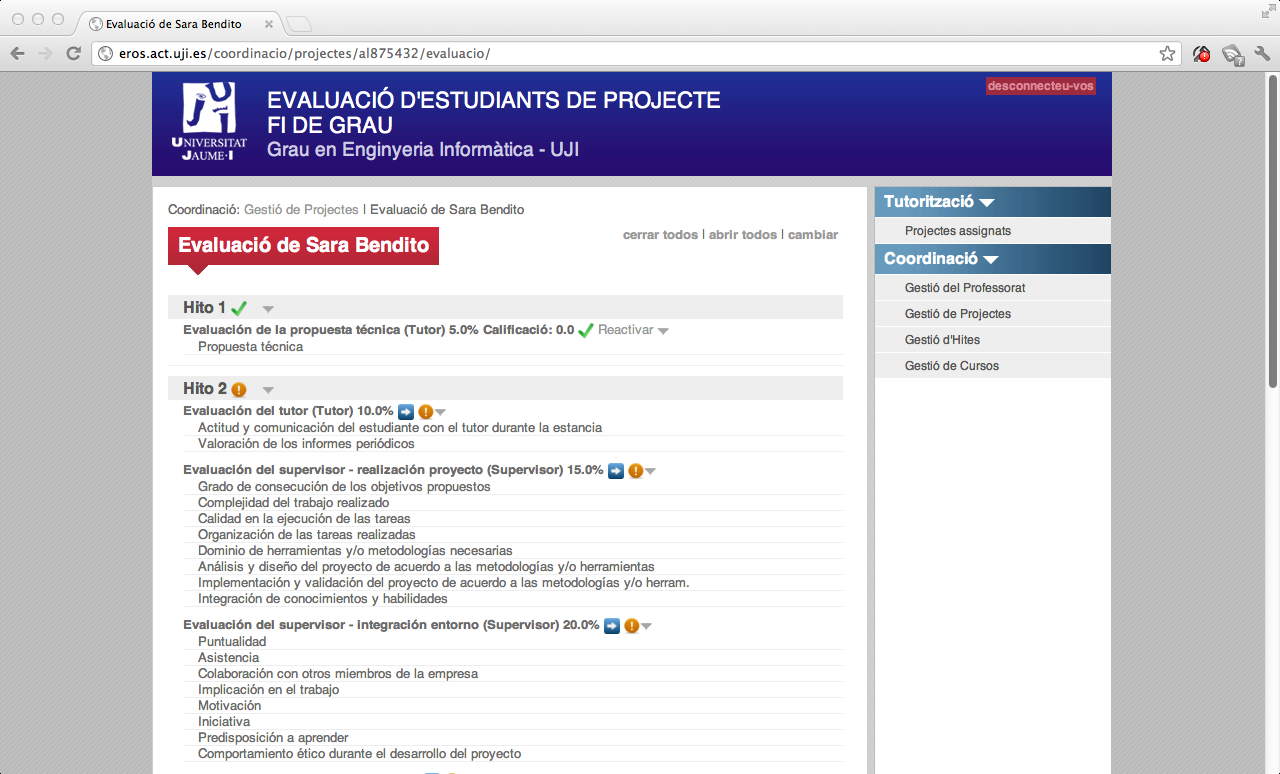 Evaluació de Sara Bendito
eros.act.uji.es/coordinacio/projectes/al875432/evaluacio/
desconnecteu-vos
UNIVERSITAT
JAUME·I
EVALUACIÓ D'ESTUDIANTS DE PROJECTE
FI DE GRAU
Grau en Enginyeria Informàtica - UJI
Coordinació: Gestió de Projectes | Evaluació de Sara Bendito
Evaluació de Sara Bendito
cerrar todos | abrir todos | cambiar
Hito 1
Evaluación de la propuesta técnica (Tutor) 5.0% Calificació: 0.0 Reactivar
Propuesta técnica
Hito 2
Evaluación del tutor (Tutor) 10.0%
Actitud y comunicación del estudiante con el tutor durante la estancia
Valoración de los informes periódicos
Evaluación del supervisor - realización proyecto (Supervisor) 15.0%
Grado de consecución de los objetivos propuestos
Complejidad del trabajo realizado
Calidad en la ejecución de las tareas
Organización de las tareas realizadas
Dominio de herramientas y/o metodologías necesarias
Análisis y diseño del proyecto de acuerdo a las metodologías y/o herramientas
Implementación y validación del proyecto de acuerdo a las metodologías y/o herram.
Integración de conocimientos y habilidades
Evaluación del supervisor - integración entorno (Supervisor) 20.0%
Puntualidad
Asistencia
Colaboración con otros miembros de la empresa
Implicación en el trabajo
Motivación
Iniciativa
Predisposición a aprender
Comportamiento ético durante el desarrollo del proyecto
Tutorització
Projectes assignats
Coordinació
Gestió del Professorat
Gestió de Projectes
Gestió d'Hites
Gestió de Cursos